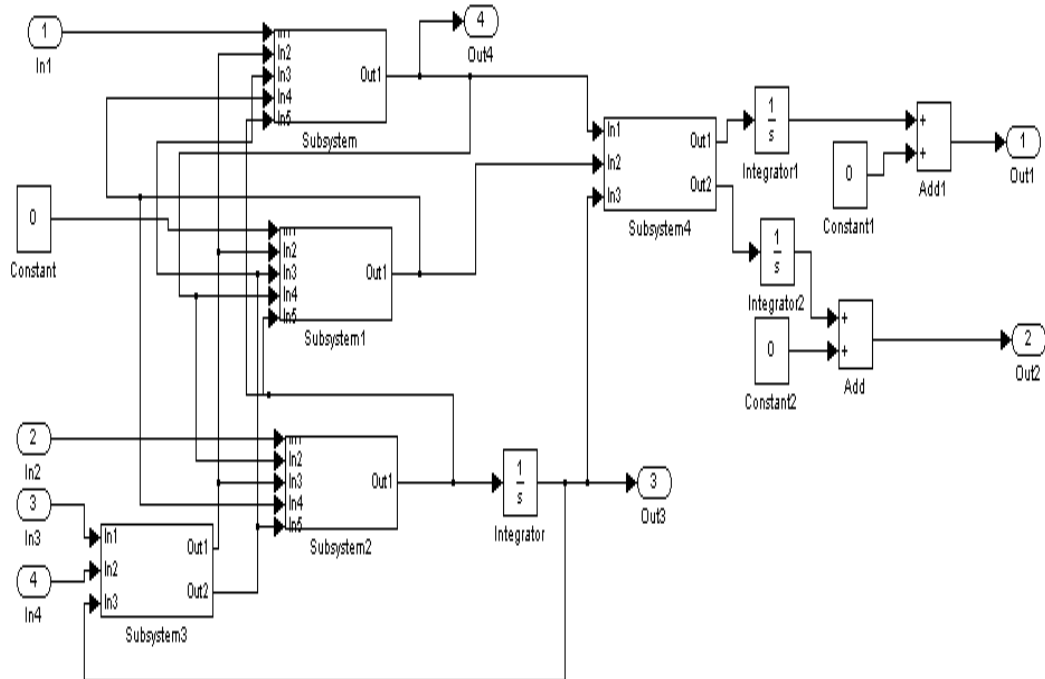 1
In1
In1
In2
In3
In4
In5
Out1
Subsystem
4
Out4
In1
In2
In3
Out1
Out2
Subsystem4
1
s
Integrator1
0
Constant1
+
+
Add1
1
Out1
0
Constant
In1
In2
In3
In4
In5
Out1
Subsystem1
1
s
Integrator2
0
Constant2
+
+
Add
2
Out2
2
In2
In1
In2
In3
In4
In5
Out1
Subsystem2
1
s
Integrator
3
Out3
3
In3
4
In4
In1
In2
In3
Out1
Out2
Subsystem3